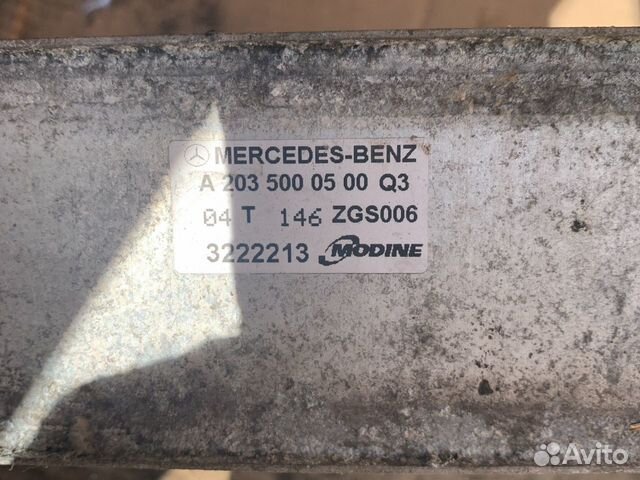 MERCEDES-BENZ
A 203 500 05 00 Q3
04 T 146 ZGS006
3222213 MODINE
Avito